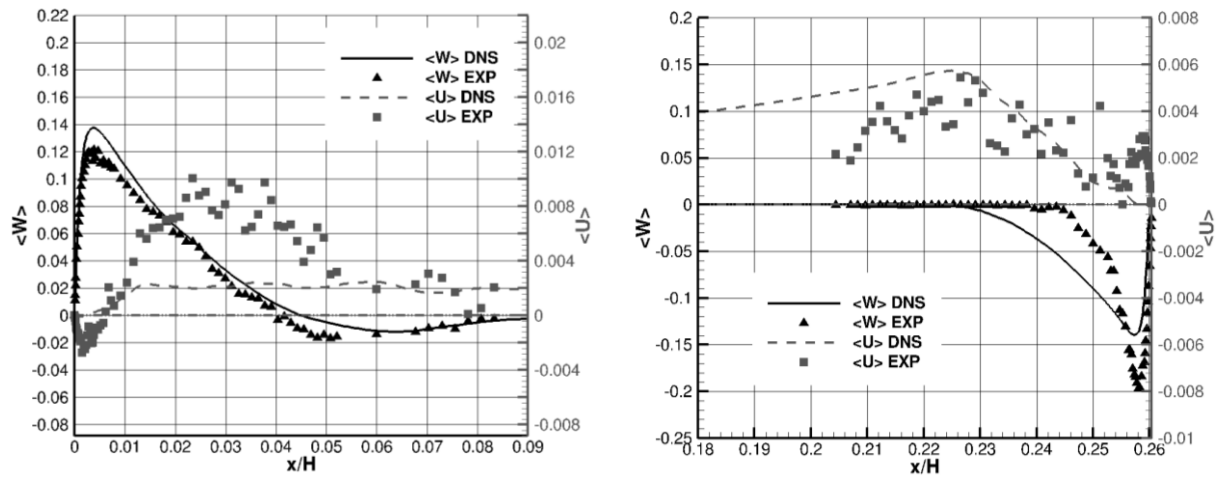 0.22
0.2
0.18
0.16
0.14
0.12
0.1
0.08
0.06
0.04
0.02
0
-0.02
-0.04
-0.06
-0.08
<W>
0 0.01 0.02 0.03 0.04 0.05 0.06 0.07 0.08 0.09
x/H
0.02
0.016
0.012
0.008
0.004
0
-0.004
-0.008
<U>
<W> DNS
<W> EXP
<U> DNS
<U> EXP
0.2
0.15
0.1
0.05
0
-0.05
-0.1
-0.15
-0.2
-0.25
<W>
0.18 0.19 0.2 0.21 0.22 0.23 0.24 0.25 0.26
x/H
0.008
0.006
0.004
0.002
0
-0.002
-0.004
-0.006
-0.008
-0.01
<U>
<W> DNS
<W> EXP
<U> DNS
<U> EXP